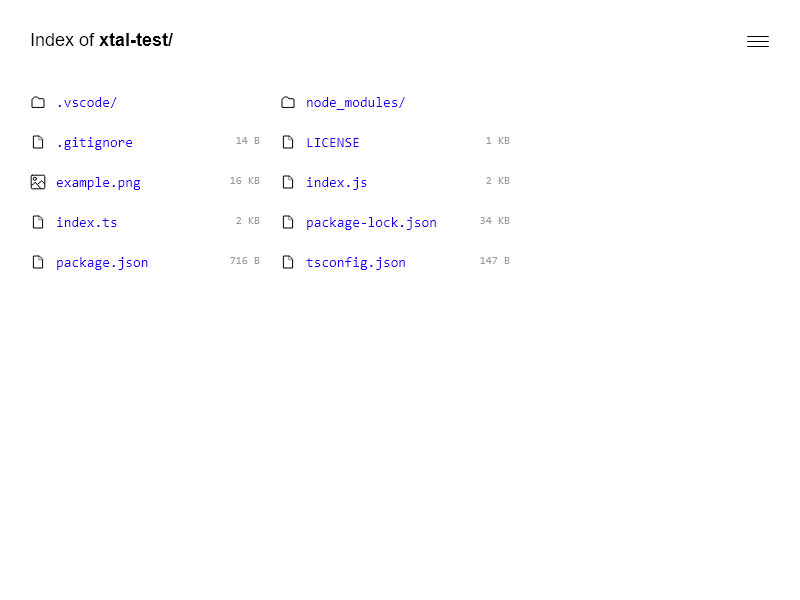 Index of xtal-test/
.vscode/ node_modules/
.gitignore 14 B LICENSE 1 KB
example.png 16 KB index.js 2 KB
index.ts 2 KB package-lock.json 34 KB
package.json 716 B tsconfig.json 147 B